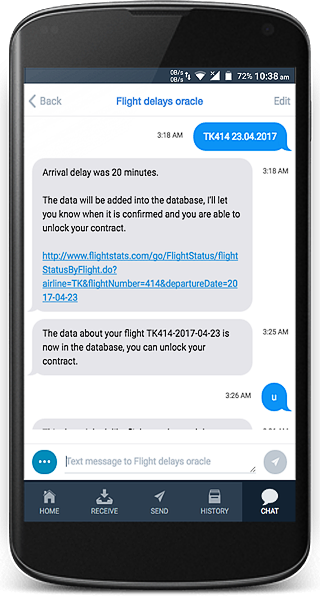 0B/s
0B/s
72% 10:38 am
Back
Flight delays oracle
Edit
3:18 AM
TK414 23.04.2017
Arrival delay was 20 minutes.
3:18 AM
The data will be added into the database, I'll let
you know when it is confirmed and you are able to
unlock your contract.
http://www.flightstats.com/go/FlightStatus/flight
StatusByFlight.do?
airline=TK&flightNumber=414&departureDate=20
17-04-23
The data about your flight TK414-2017-04-23 is
3:25 AM
now in the database, you can unlock your
contract.
3:26 AM
u
Text message to Flight delays oracle
HOME
RECEIVE
SEND
HISTORY
CHAT